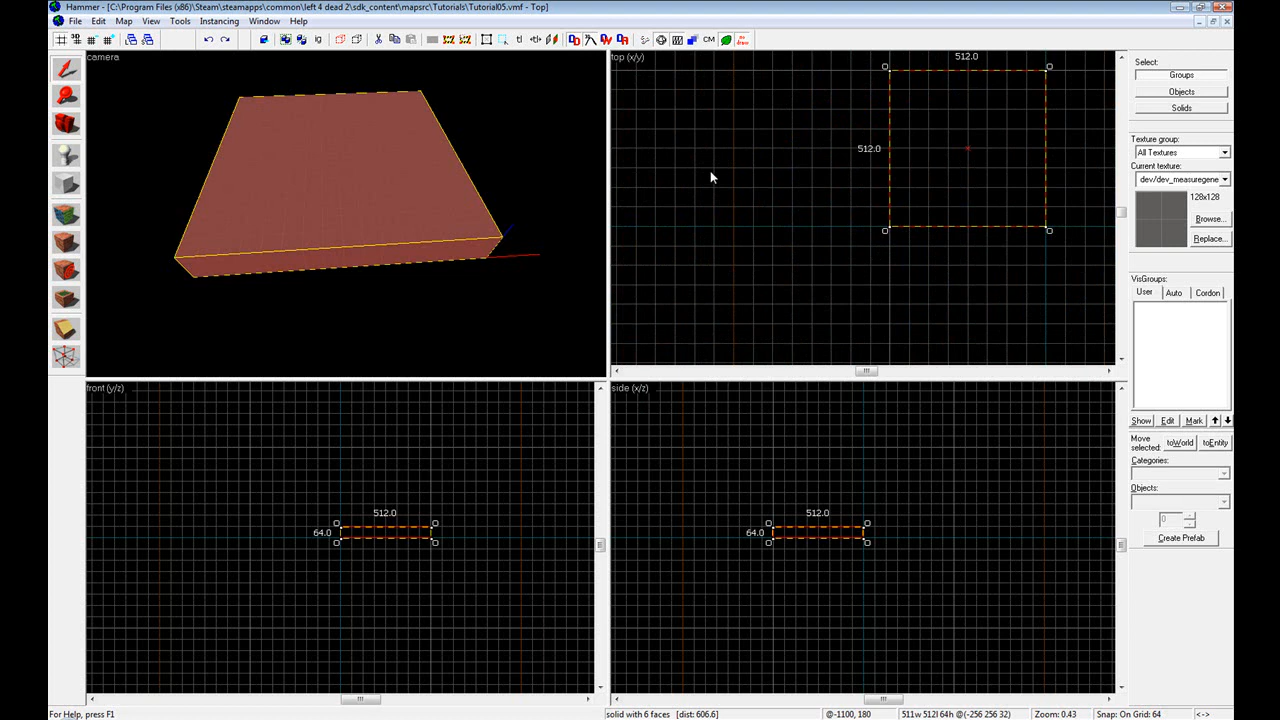 Hammer - [C:\Program Files (x86)\Steam\steamapps\common\left 4 dead 2\sdk_content\mapsrc\Tutorials\Tutorial05.vmf - Top]
File Edit Map View Tools Instancing Window Help
CM
camera
top (x/y)
512.0
512.0
front (y/z)
512.0
64.0
side (x/z)
512.0
64.0
Select:
Groups
Objects
Solids
Texture group:
All Textures
Current texture:
dev/dev_measuregene
128x128
Browse...
Replace...
VisGroups:
User Auto Cordon
Show Edit Mark
Move selected:
toWorld toEntity
Categories:
Objects:
0
Create Prefab
For Help, press F1
solid with 6 faces [dist: 606.6]
@-1100, 180
511w 512l 64h @(-256 256 32)
Zoom: 0.43
Snap: On Grid: 64
<->